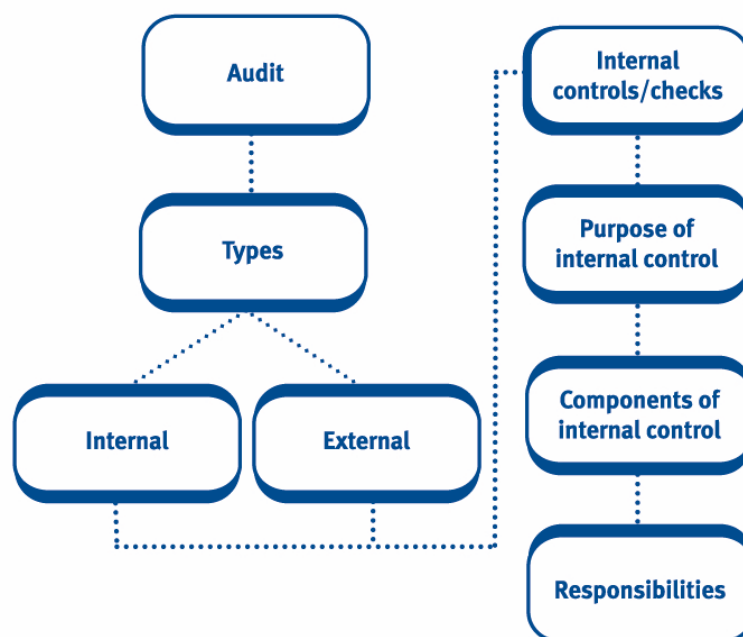 Audit
Types
Internal
External
Internal
controls/checks
Purpose of
internal control
Components of
internal control
Responsibilities